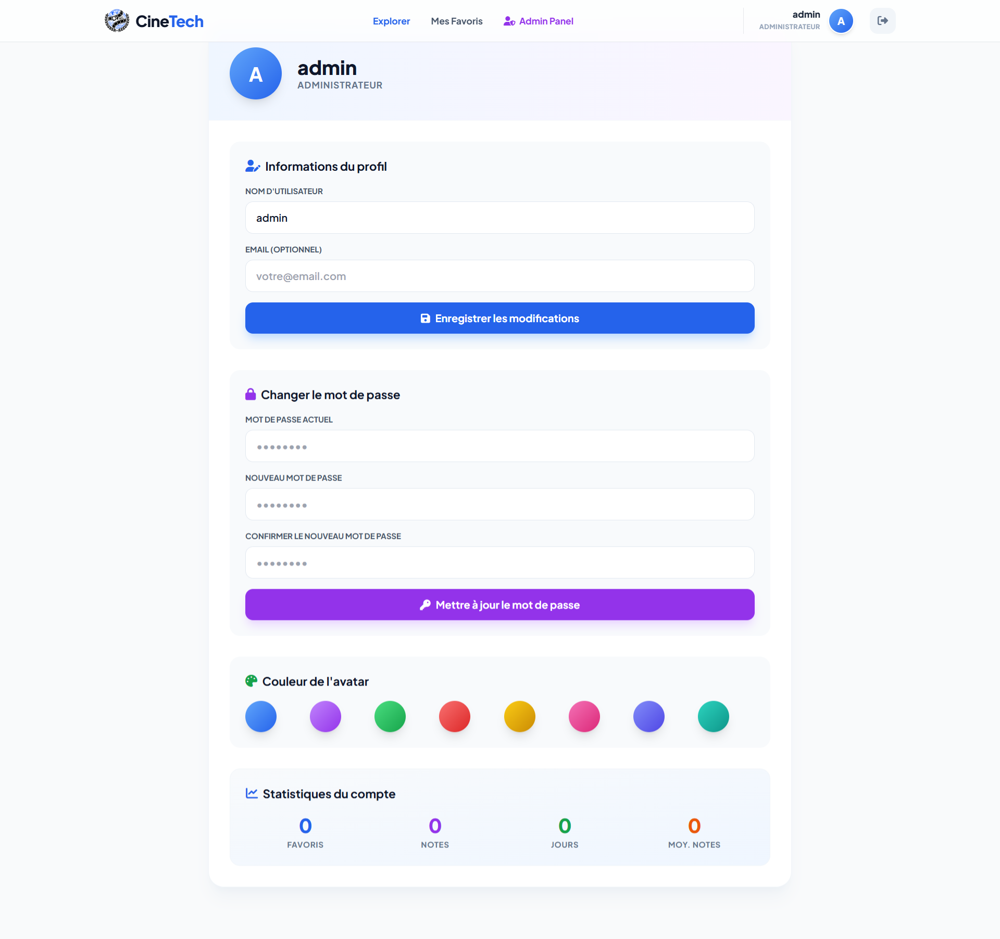 CineTech
Explorer
Mes Favoris
Admin Panel
admin
ADMINISTRATEUR
A
A
admin
ADMINISTRATEUR
Informations du profil
NOM D'UTILISATEUR
admin
EMAIL (OPTIONNEL)
votre@email.com
Enregistrer les modifications
Changer le mot de passe
MOT DE PASSE ACTUEL
••••••••
NOUVEAU MOT DE PASSE
••••••••
CONFIRMER LE NOUVEAU MOT DE PASSE
••••••••
Mettre à jour le mot de passe
Couleur de l'avatar
Statistiques du compte
0
FAVORIS
0
NOTES
0
JOURS
0
MOY. NOTES